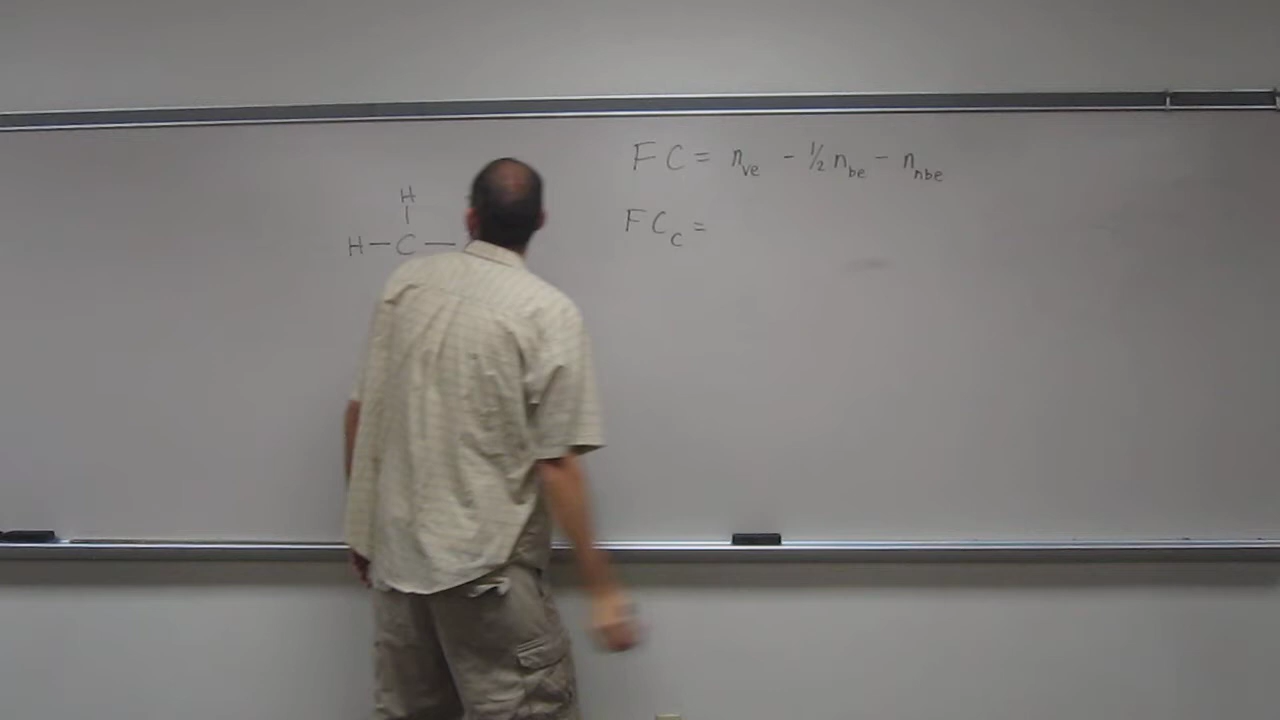 FC = n_ve - 1/2 n_be - n_nbe
FC_C =
H
|
H - C -